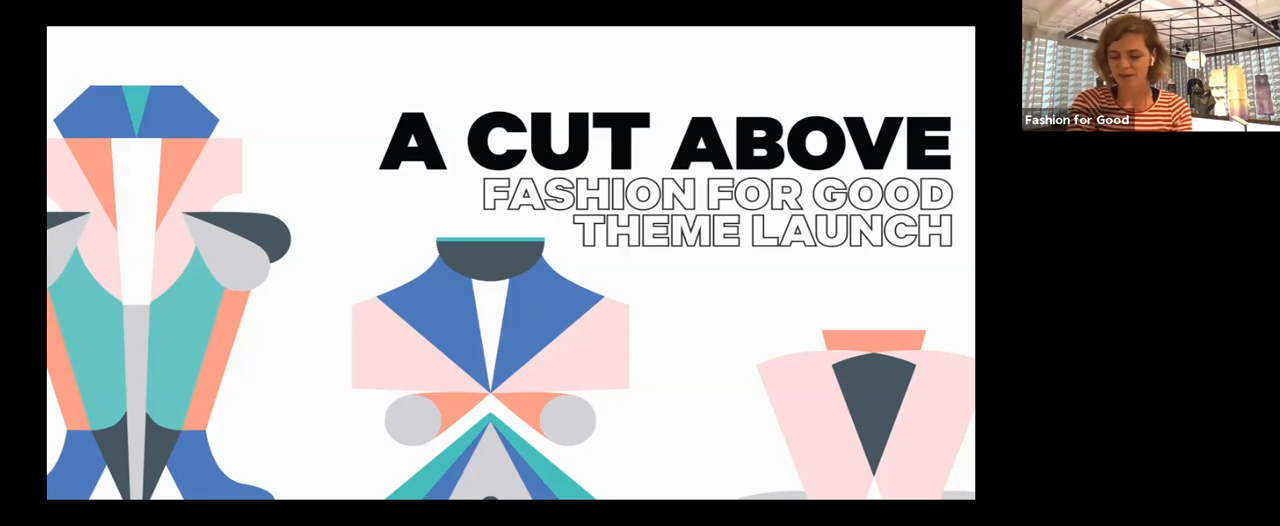 A CUT ABOVE
FASHION FOR GOOD
THEME LAUNCH
Fashion for Good